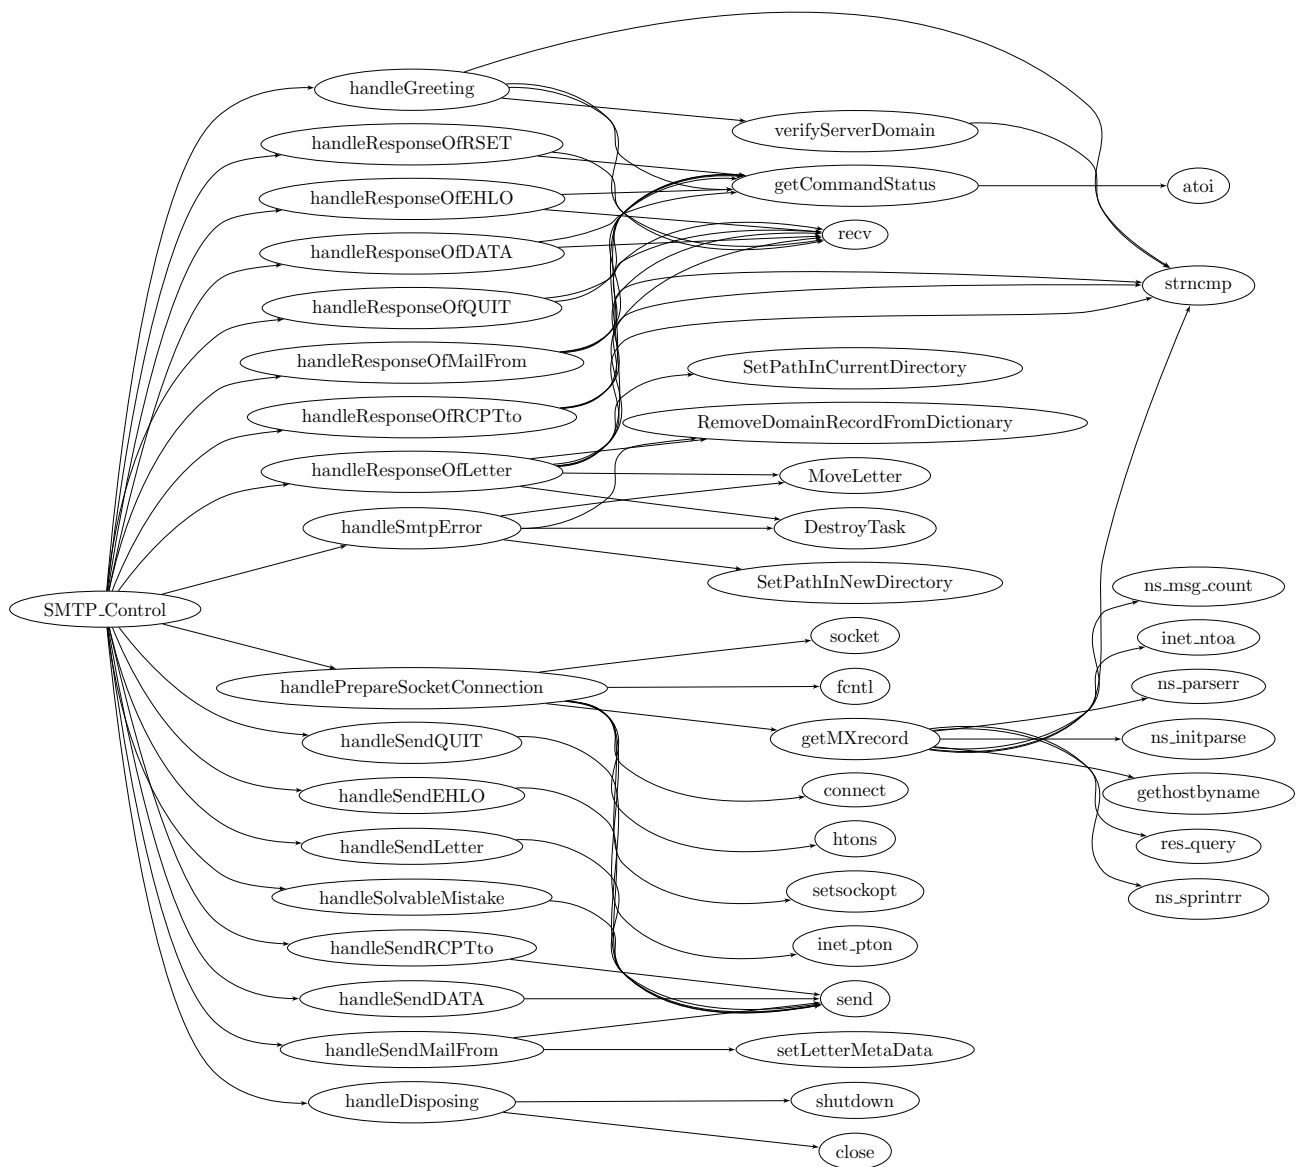 SMTP_Control
handleGreeting
handleResponseOfRSET
handleResponseOfEHLO
handleResponseOfDATA
handleResponseOfQUIT
handleResponseOfMailFrom
handleResponseOfRCPTto
handleResponseOfLetter
handleSmtpError
handlePrepareSocketConnection
handleSendQUIT
handleSendEHLO
handleSendLetter
handleSolvableMistake
handleSendRCPTto
handleSendDATA
handleSendMailFrom
handleDisposing
verifyServerDomain
getCommandStatus
recv
SetPathInCurrentDirectory
RemoveDomainRecordFromDictionary
MoveLetter
DestroyTask
SetPathInNewDirectory
socket
fcntl
getMXrecord
connect
htons
setsockopt
inet_pton
send
setLetterMetaData
shutdown
close
atoi
strncmp
ns_msg_count
inet_ntoa
ns_parserr
ns_initparse
gethostbyname
res_query
ns_sprintrr